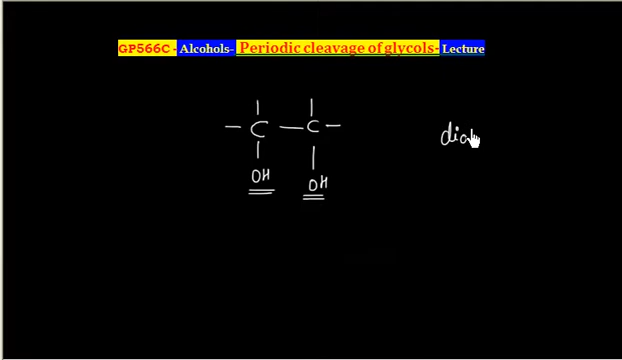 GP566C - Alcohols- Periodic cleavage of glycols- Lecture
C C
OH OH
dio